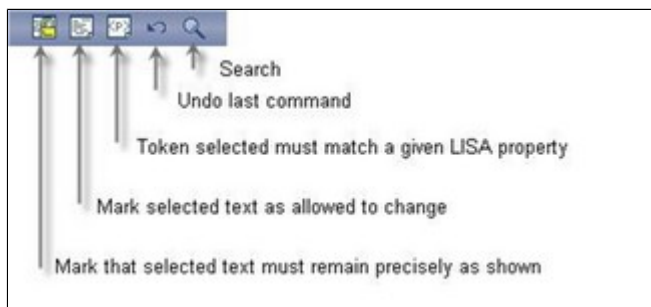 <P>
Search
Undo last command
Token selected must match a given LISA property
Mark selected text as allowed to change
Mark that selected text must remain precisely as shown